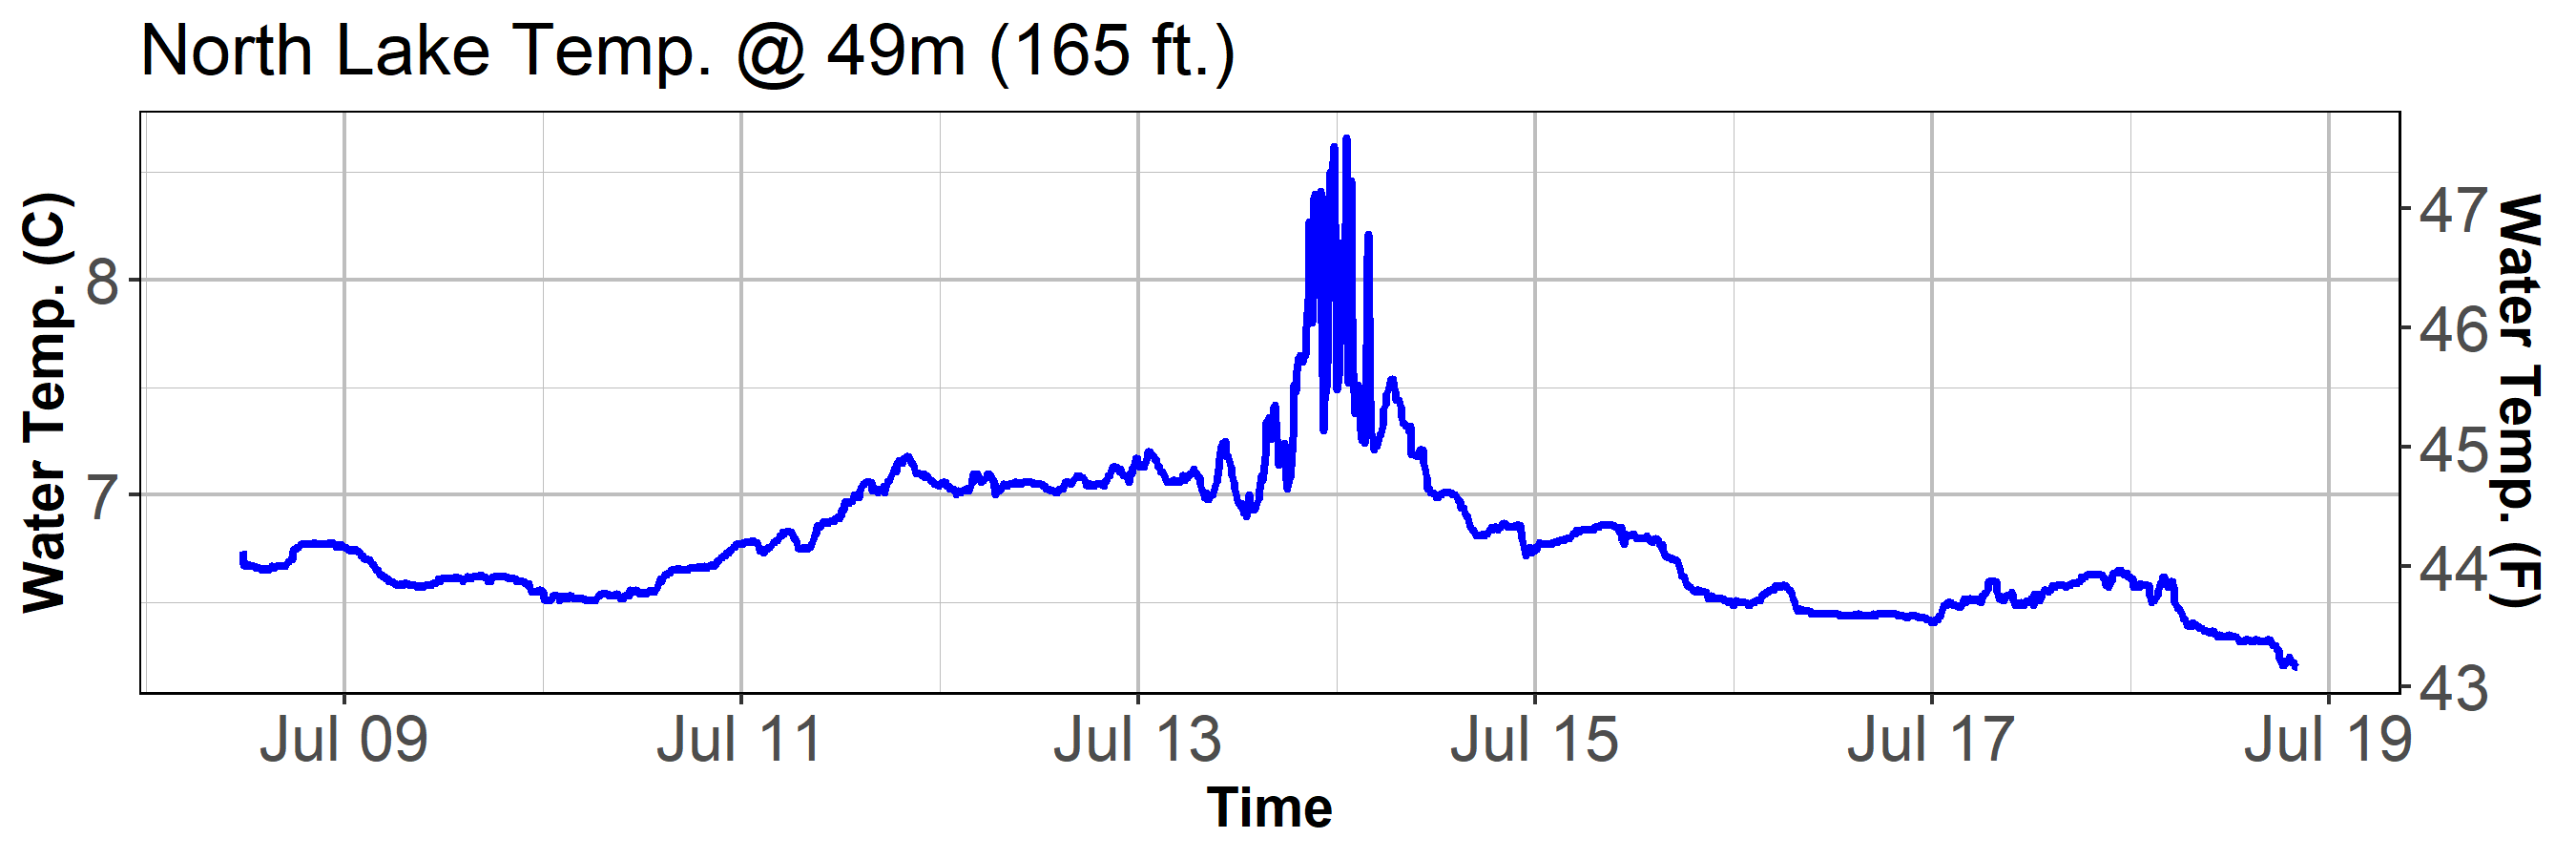 North Lake Temp. @ 49m (165 ft.)
Water Temp. (C)
8
7
47
46
45
44
43
Water Temp. (F)
Jul 09 Jul 11 Jul 13 Jul 15 Jul 17 Jul 19
Time